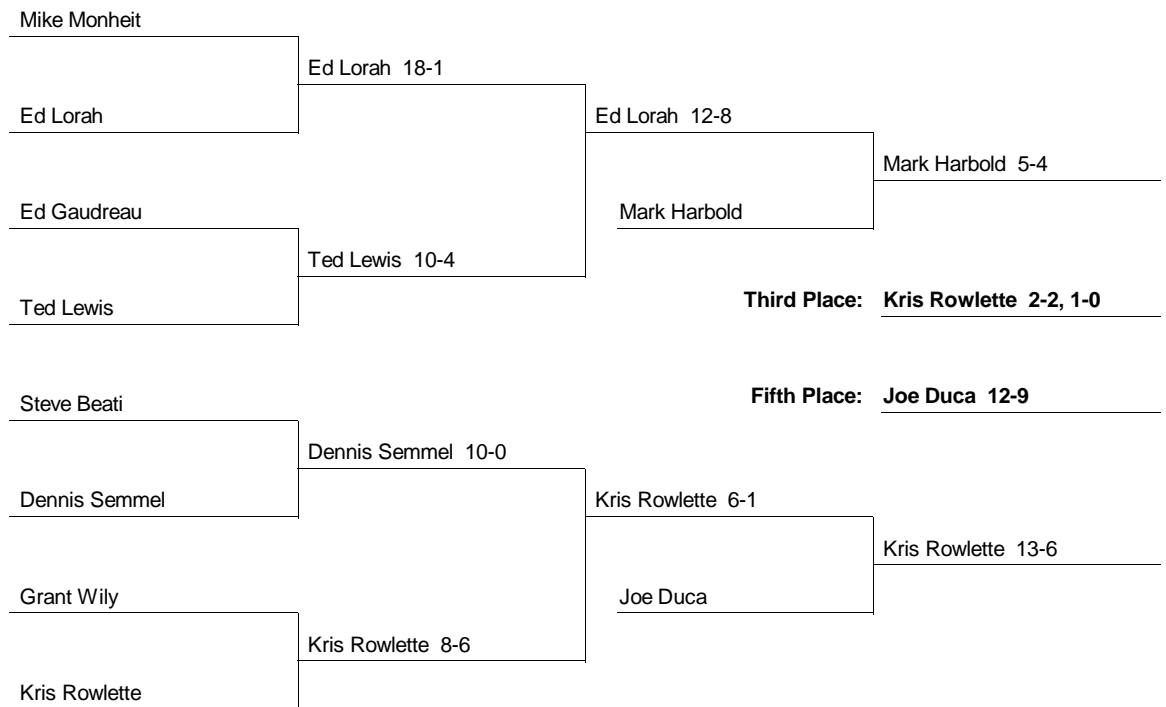 Mike Monheit
Ed Lorah 18-1
Ed Lorah
Ed Lorah 12-8
Mark Harbold 5-4
Ed Gaudreau
Mark Harbold
Ted Lewis 10-4
Ted Lewis
Third Place: Kris Rowlette 2-2, 1-0
Fifth Place: Joe Duca 12-9
Steve Beati
Dennis Semmel 10-0
Dennis Semmel
Kris Rowlette 6-1
Kris Rowlette 13-6
Grant Wily
Joe Duca
Kris Rowlette 8-6
Kris Rowlette